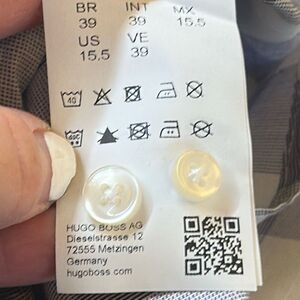 BR INT MX
39 39 15.5
US VE
15,5 39
40
HUGO BOSS AG
Dieselstrasse 12
72555 Metzingen
Germany
hugoboss.com